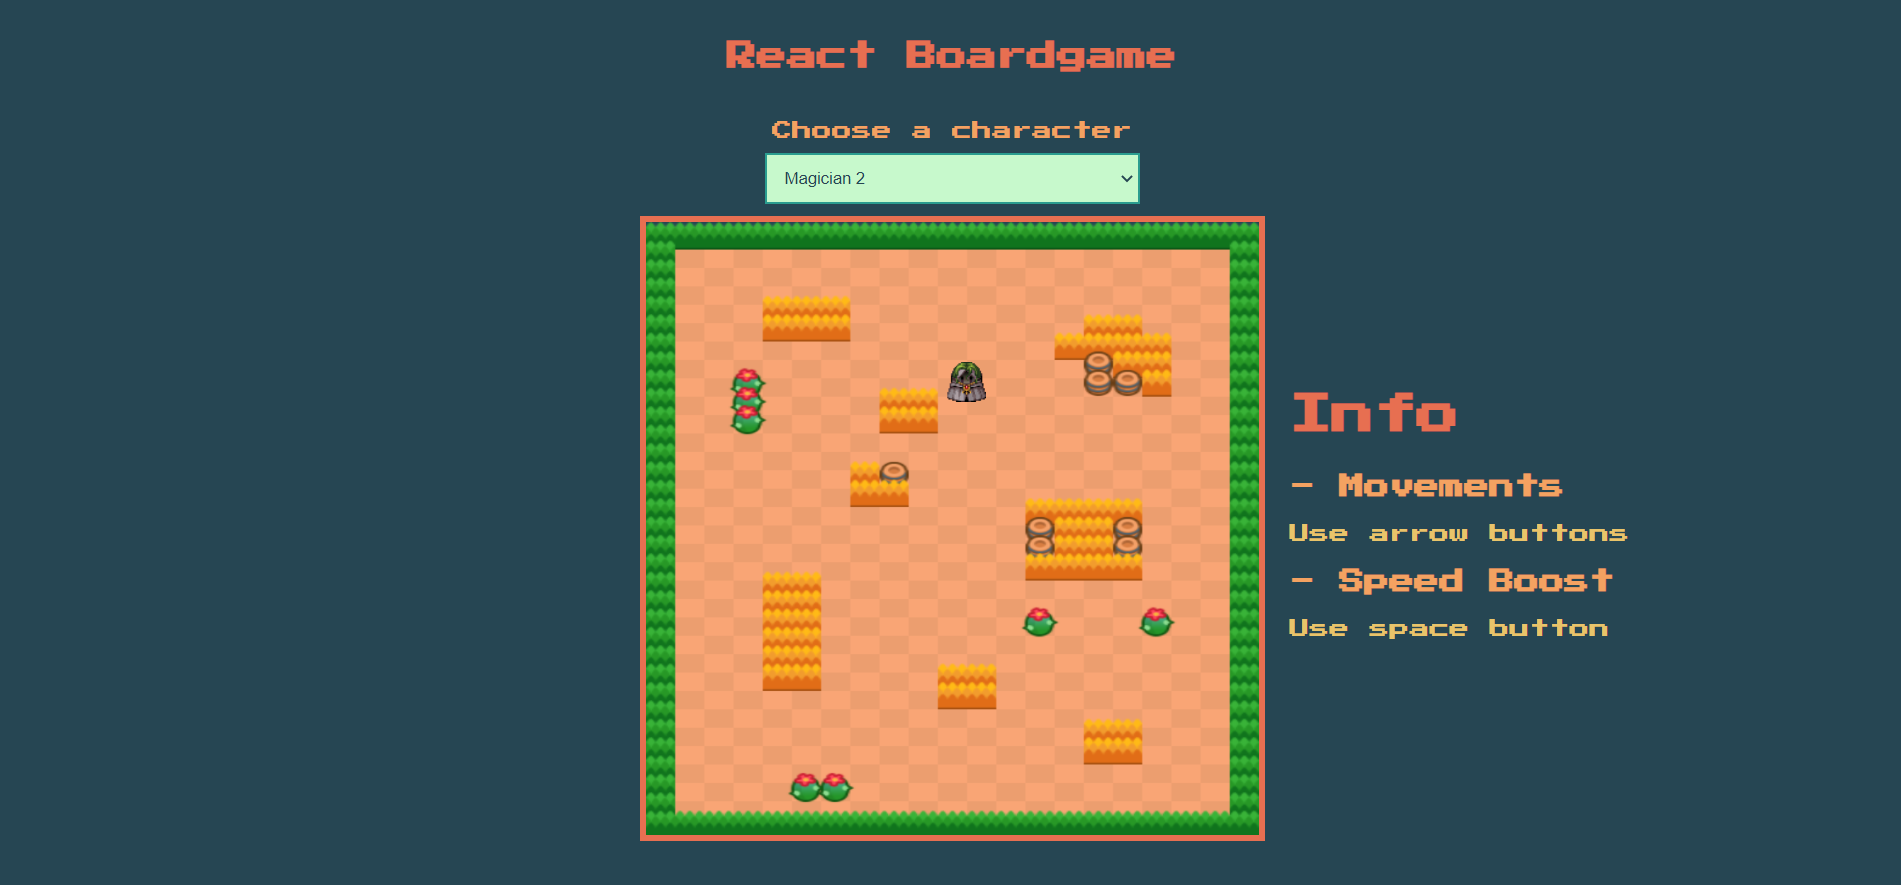 React Boardgame
Choose a character
Magician 2
Info
- Movements
Use arrow buttons
- Speed Boost
Use space button